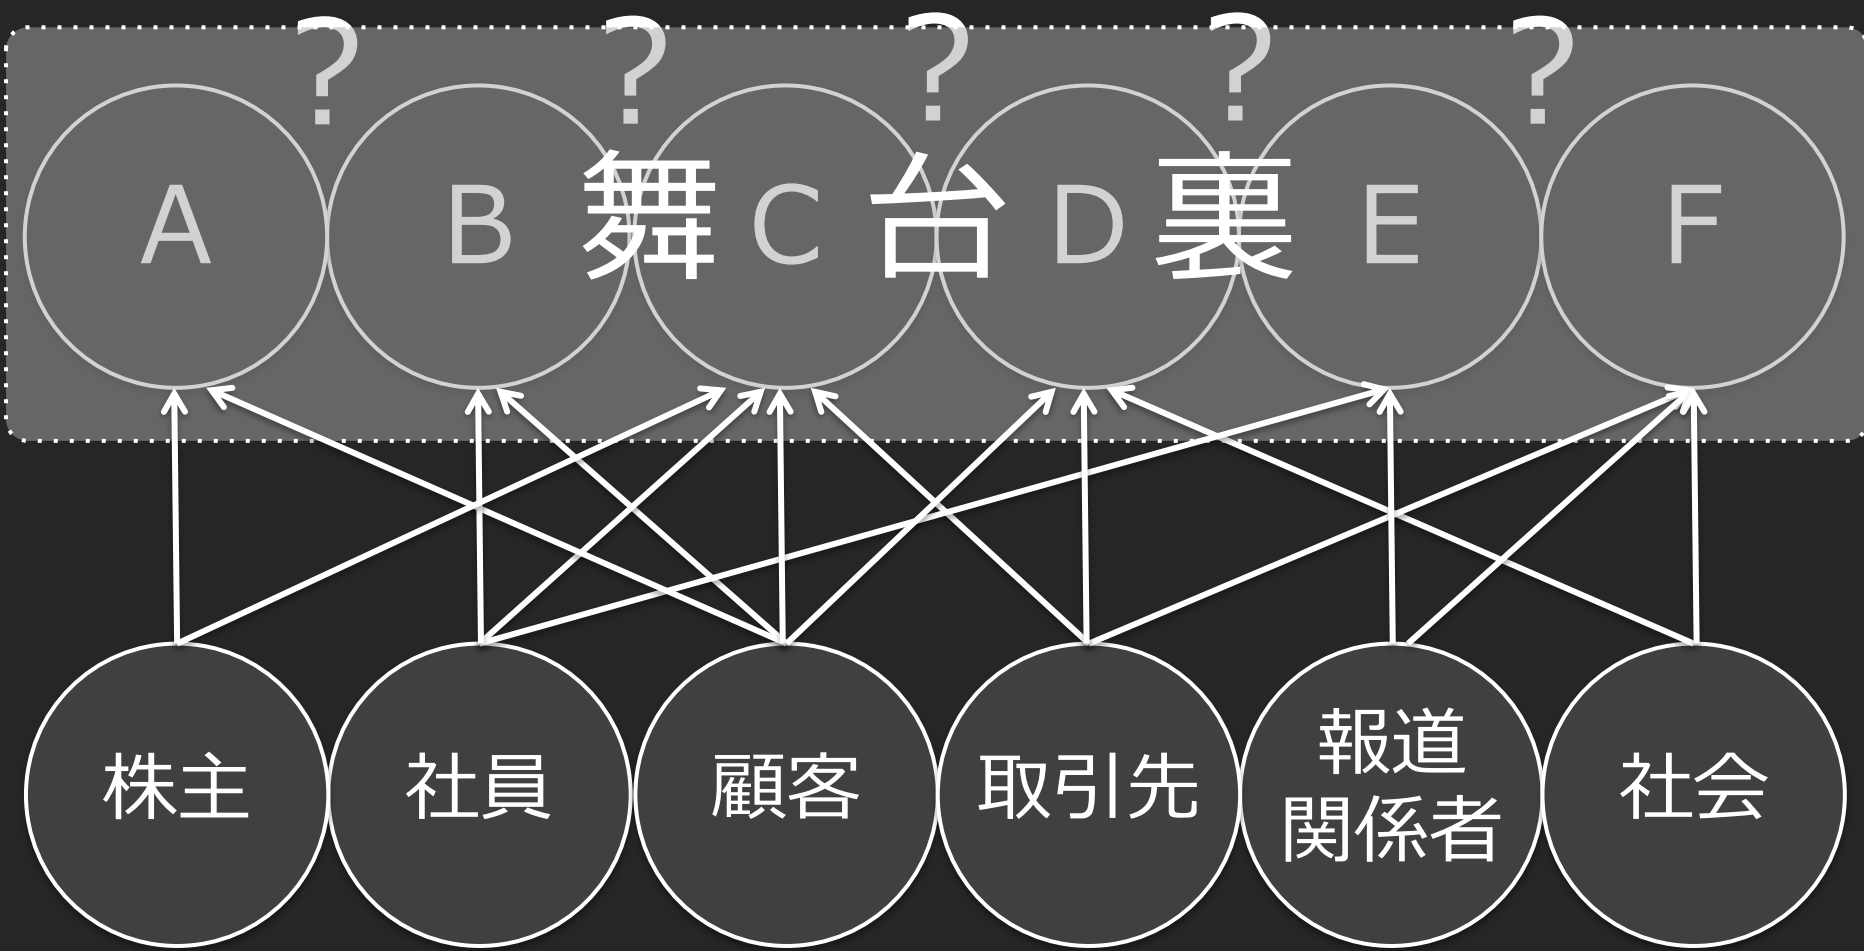 ? ? ? ? ?
A B C D E F
舞台裏
株主
社員
顧客
取引先
報道
関係者
社会